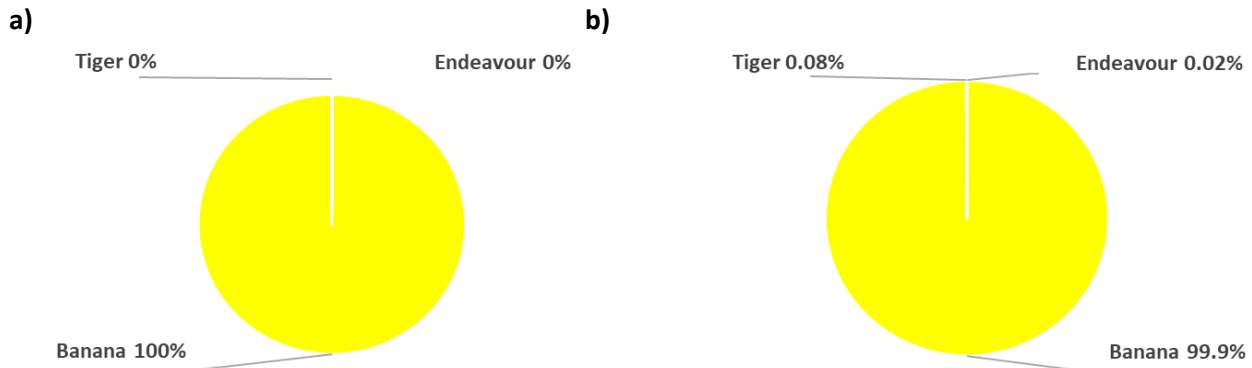 a)
Tiger 0%
Endeavour 0%
Banana 100%
b)
Tiger 0.08%
Endeavour 0.02%
Banana 99.9%